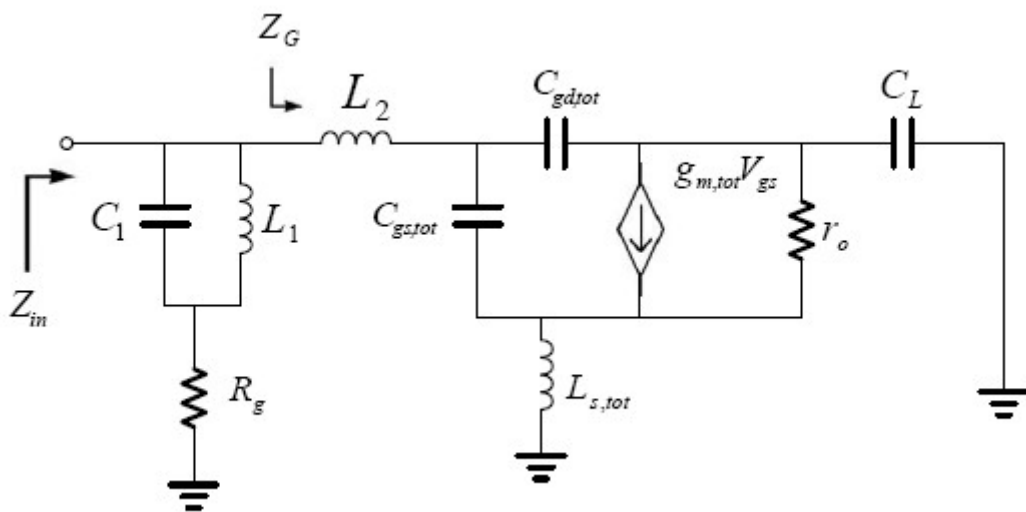 Z_G
L_2
C_gd,tot
C_L
g_m,tot V_gs
C_1
L_1
C_gs,tot
r_o
Z_in
R_g
L_s,tot